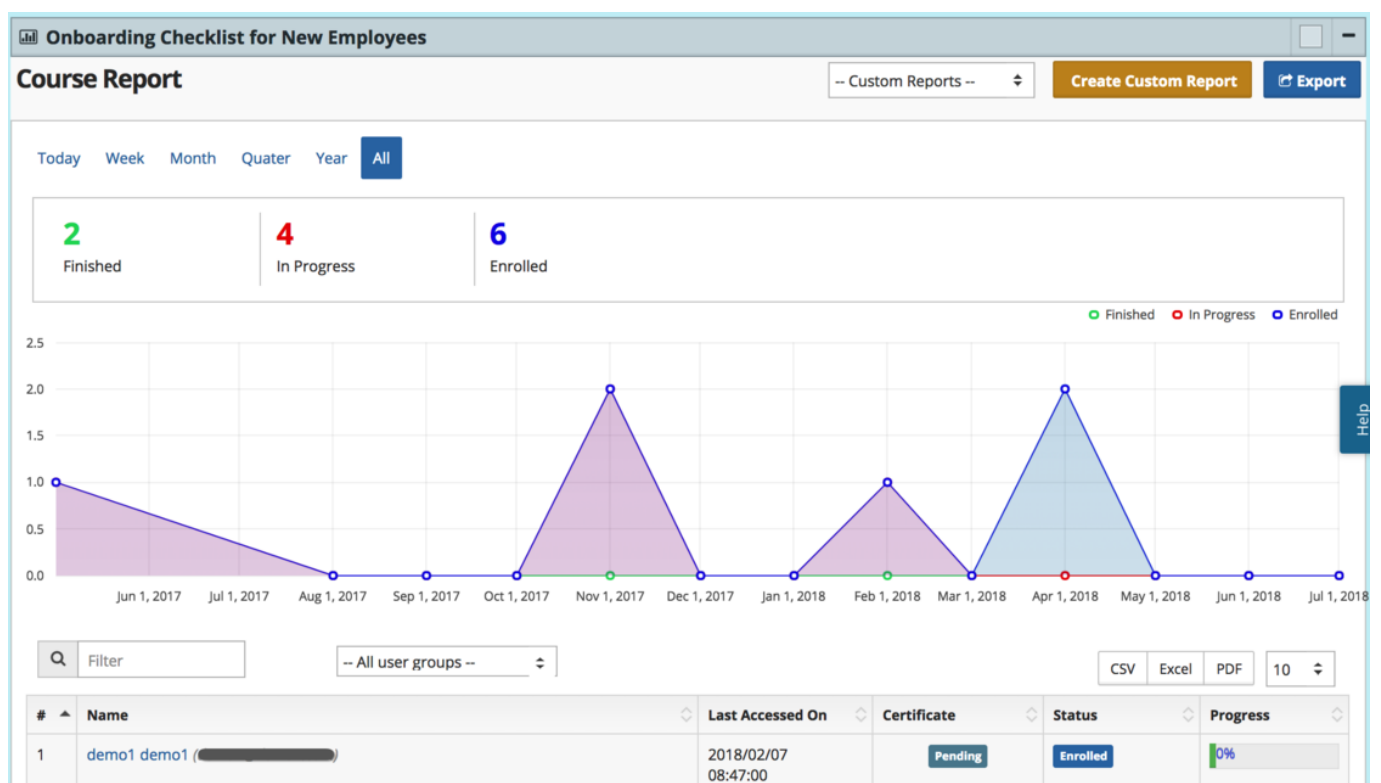 Onboarding Checklist for New Employees
Course Report
-- Custom Reports --
Create Custom Report
Export
Today Week Month Quater Year All
2 4 6
Finished In Progress Enrolled
Finished In Progress Enrolled
2.5
2.0
1.5
1.0
0.5
0.0
Jun 1, 2017 Jul 1, 2017 Aug 1, 2017 Sep 1, 2017 Oct 1, 2017 Nov 1, 2017 Dec 1, 2017 Jan 1, 2018 Feb 1, 2018 Mar 1, 2018 Apr 1, 2018 May 1, 2018 Jun 1, 2018 Jul 1, 2018
Help
Filter
-- All user groups --
CSV Excel PDF 10
# Name Last Accessed On Certificate Status Progress
1 demo1 demo1 ( ) 2018/02/07 Pending Enrolled 0%
08:47:00